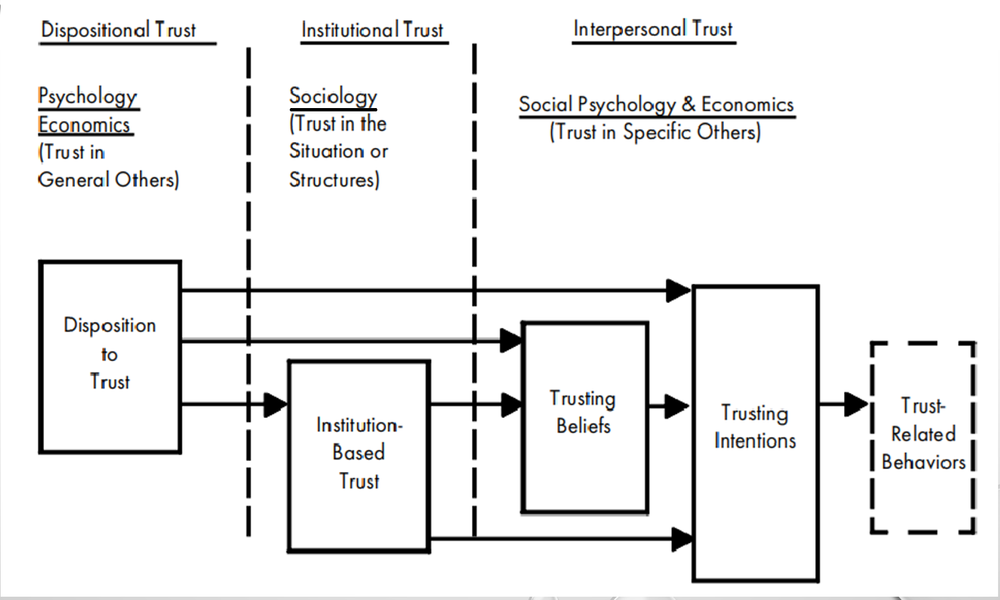 Dispositional Trust
Institutional Trust
Interpersonal Trust
Psychology
Economics
(Trust in
General Others)
Sociology
(Trust in the
Situation or
Structures)
Social Psychology & Economics
(Trust in Specific Others)
Disposition
to
Trust
Institution-
Based
Trust
Trusting
Beliefs
Trusting
Intentions
Trust-
Related
Behaviors